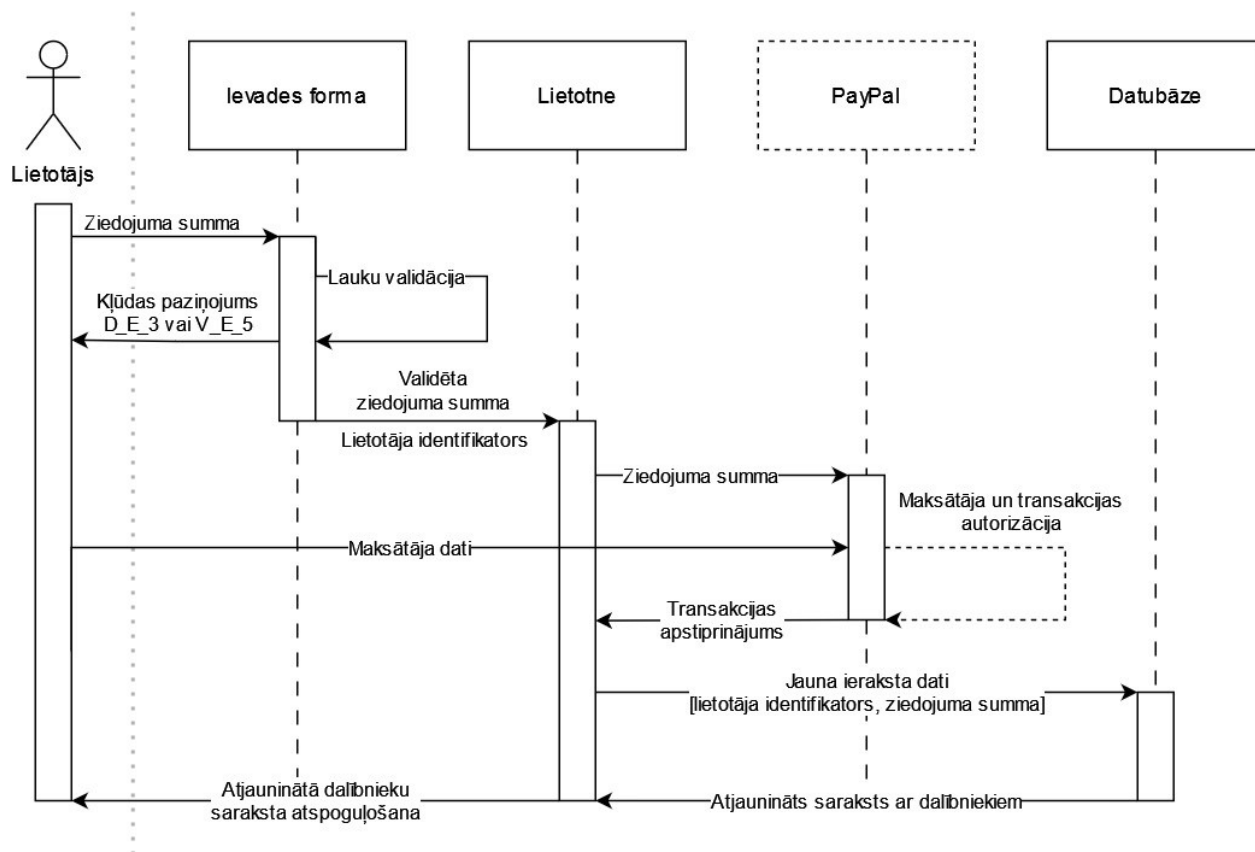 Ievades forma
Lietotne
PayPal
Datubāze
Lietotājs
Ziedojuma summa
Lauku validācija
Kļūdas paziņojums
D_E_3 vai V_E_5
Validēta
ziedojuma summa
Lietotāja identifikators
Ziedojuma summa
Maksātāja un transakcijas
autorizācija
Maksātāja dati
Transakcijas
apstiprinājums
Jauna ieraksta dati
[lietotāja identifikators, ziedojuma summa]
Atjauninātā dalībnieku
saraksta atspoguļošana
Atjaunināts saraksts ar dalībniekiem